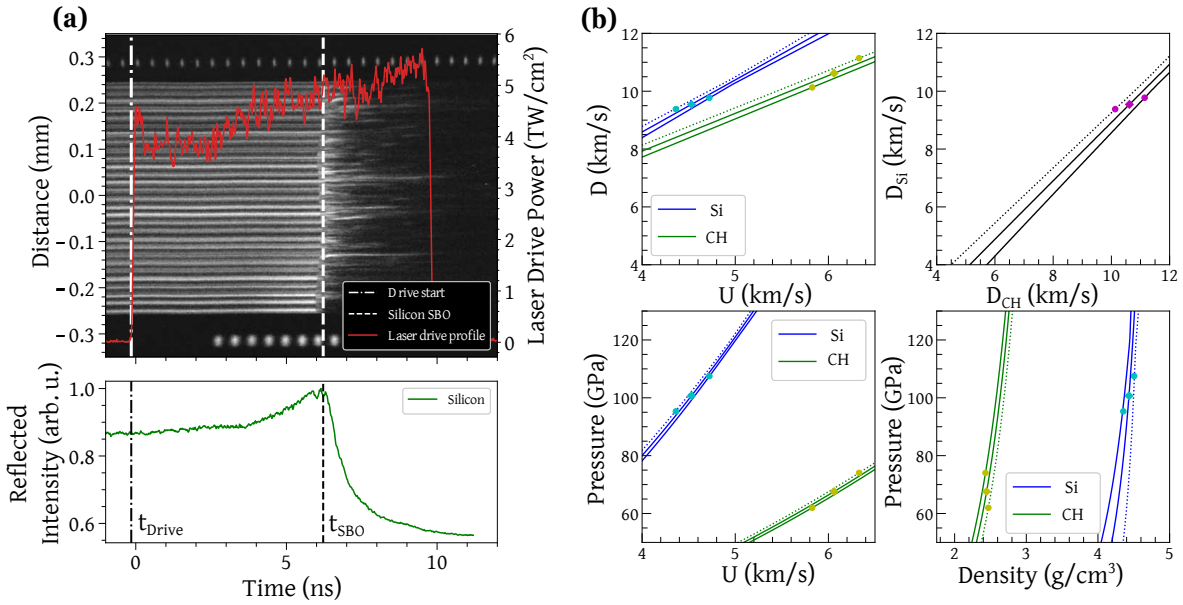 (a)
Distance (mm)
0.3
0.2
0.1
0.0
-0.1
-0.2
-0.3
6
5
4
3
2
1
0
Laser Drive Power (TW/cm²)
Drive start
Silicon SBO
Laser drive profile
Reflected
Intensity (arb. u.)
1.0
0.8
0.6
Silicon
t_Drive
t_SBO
0 5 10
Time (ns)
(b)
D (km/s)
12
10
8
6
4
Si
CH
4 5 6
U (km/s)
D_Si (km/s)
12
10
8
6
4
4 6 8 10 12
D_CH (km/s)
Pressure (GPa)
120
100
80
60
Si
CH
4 5 6
U (km/s)
Pressure (GPa)
120
100
80
60
Si
CH
2 3 4 5
Density (g/cm³)